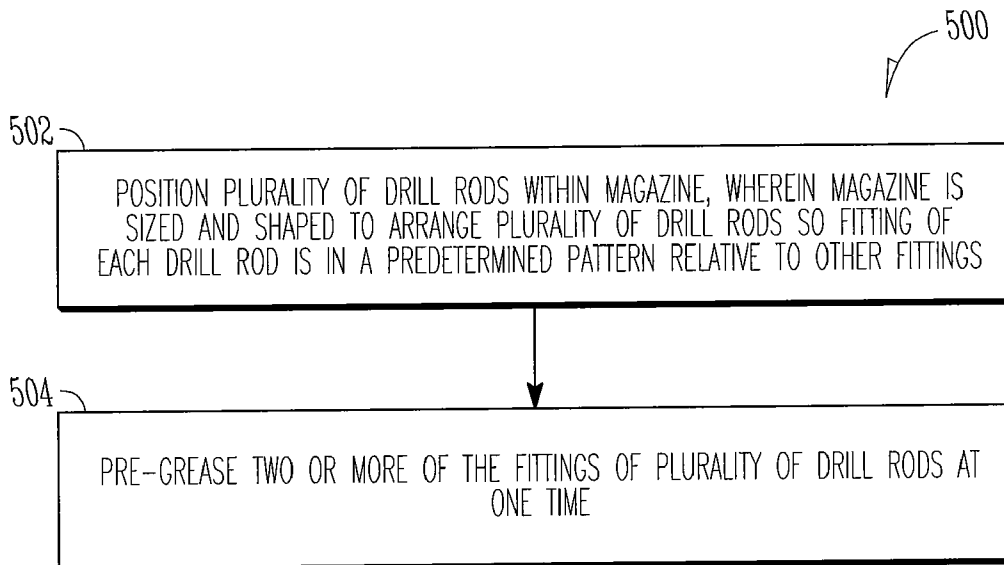 500
502
POSITION PLURALITY OF DRILL RODS WITHIN MAGAZINE, WHEREIN MAGAZINE IS
SIZED AND SHAPED TO ARRANGE PLURALITY OF DRILL RODS SO FITTING OF
EACH DRILL ROD IS IN A PREDETERMINED PATTERN RELATIVE TO OTHER FITTINGS
504
PRE-GREASE TWO OR MORE OF THE FITTINGS OF PLURALITY OF DRILL RODS AT
ONE TIME